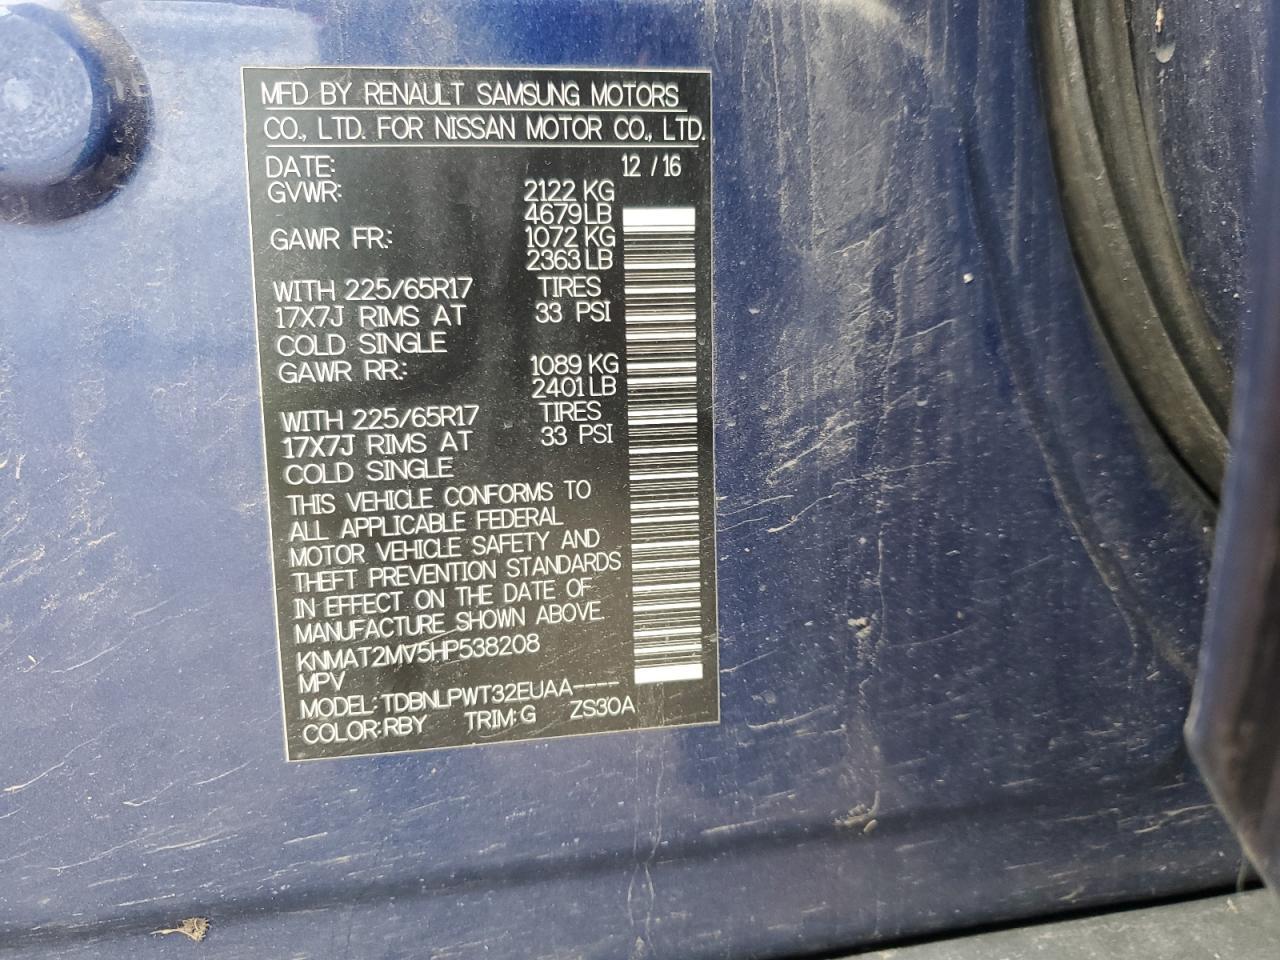 MFD BY RENAULT SAMSUNG MOTORS
CO., LTD. FOR NISSAN MOTOR CO., LTD.
DATE: 12 / 16
GVWR: 2122 KG
4679 LB
GAWR FR.: 1072 KG
2363 LB
WITH 225/65R17 TIRES
17X7J RIMS AT 33 PSI
COLD SINGLE
GAWR RR.: 1089 KG
2401 LB
WITH 225/65R17 TIRES
17X7J RIMS AT 33 PSI
COLD SINGLE
THIS VEHICLE CONFORMS TO
ALL APPLICABLE FEDERAL
MOTOR VEHICLE SAFETY AND
THEFT PREVENTION STANDARDS
IN EFFECT ON THE DATE OF
MANUFACTURE SHOWN ABOVE.
KNMAT2MV5HP538208
MPV
MODEL: TDBNLPWT32EUAA----
COLOR: RBY TRIM: G ZS30A